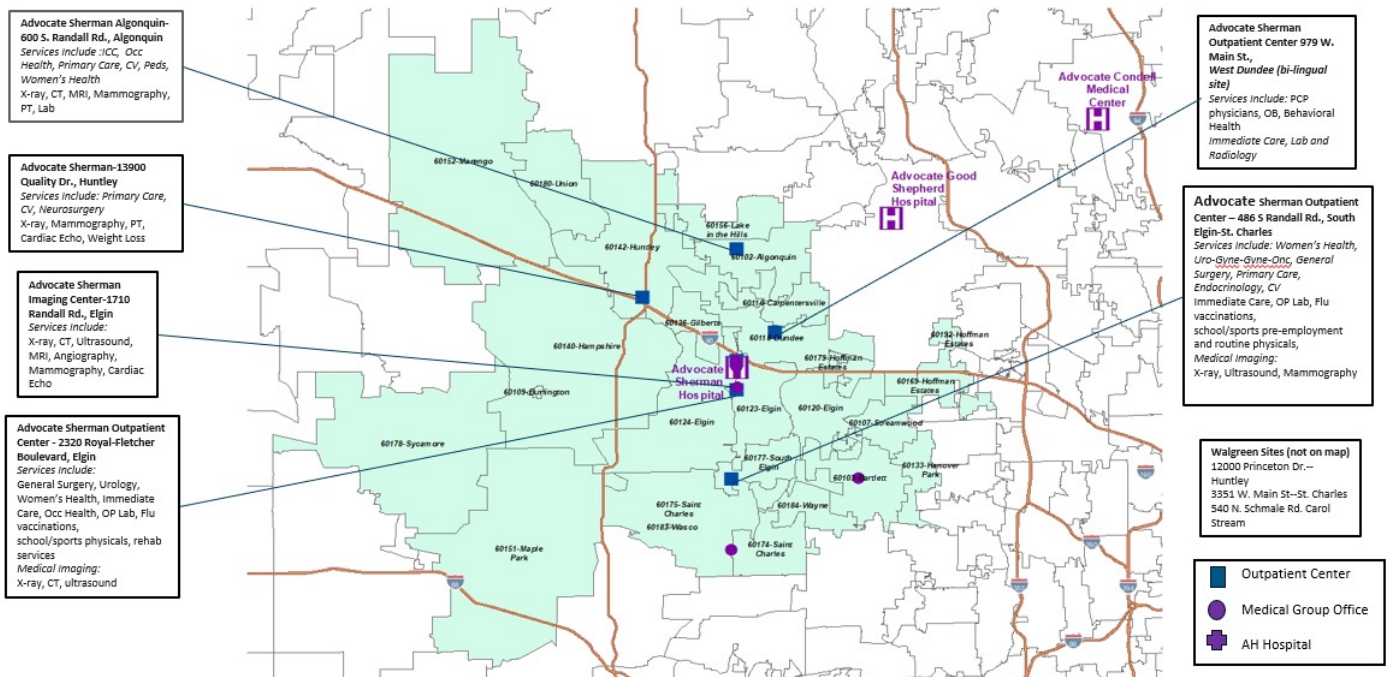 Advocate Sherman Algonquin-
600 S. Randall Rd., Algonquin
Services Include :ICC, Occ
Health, Primary Care, CV, Peds,
Women's Health
X-ray, CT, MRI, Mammography,
PT, Lab
Advocate Sherman-13900
Quality Dr., Huntley
Services Include: Primary Care,
CV, Neurosurgery
X-ray, Mammography, PT,
Cardiac Echo, Weight Loss
Advocate Sherman
Imaging Center-1710
Randall Rd., Elgin
Services Include:
X-ray, CT, Ultrasound,
MRI, Angiography,
Mammography, Cardiac
Echo
Advocate Sherman Outpatient
Center - 2320 Royal-Fletcher
Boulevard, Elgin
Services Include:
General Surgery, Urology,
Women's Health, Immediate
Care, Occ Health, OP Lab, Flu
vaccinations,
school/sports physicals, rehab
services
Medical Imaging:
X-ray, CT, ultrasound
60152-Marengo
60180-Union
60156-Lake
in the Hills
60142-Huntley
60102-Algonquin
60136-Gilberts
60118-Dundee
60140-Hampshire
60192-Hoffman
Estates
60179-Hoffman
Estates
60169-Hoffman
Estates
60109-Burlington
60124-Elgin
60123-Elgin
60120-Elgin
60107-Streamwood
60178-Sycamore
60177-South
Elgin
60103-Bartlett
60133-Hanover
Park
60175-Saint
Charles
60183-Wasco
60184-Wayne
60174-Saint
Charles
60151-Maple
Park
90
Advocate
Sherman
Hospital
Advocate Good
Shepherd
Hospital
H
Advocate Condell
Medical
Center
H
Advocate Sherman
Outpatient Center 979 W.
Main St.,
West Dundee (bi-lingual
site)
Services Include: PCP
physicians, OB, Behavioral
Health
Immediate Care, Lab and
Radiology
Advocate Sherman Outpatient
Center – 486 S Randall Rd., South
Elgin-St. Charles
Services Include: Women's Health,
Uro-Gyne-Gyne-Onc, General
Surgery, Primary Care,
Endocrinology, CV
Immediate Care, OP Lab, Flu
vaccinations,
school/sports pre-employment
and routine physicals,
Medical Imaging:
X-ray, Ultrasound, Mammography
Walgreen Sites (not on map)
12000 Princeton Dr.--
Huntley
3351 W. Main St--St. Charles
540 N. Schmale Rd. Carol
Stream
Outpatient Center
Medical Group Office
AH Hospital